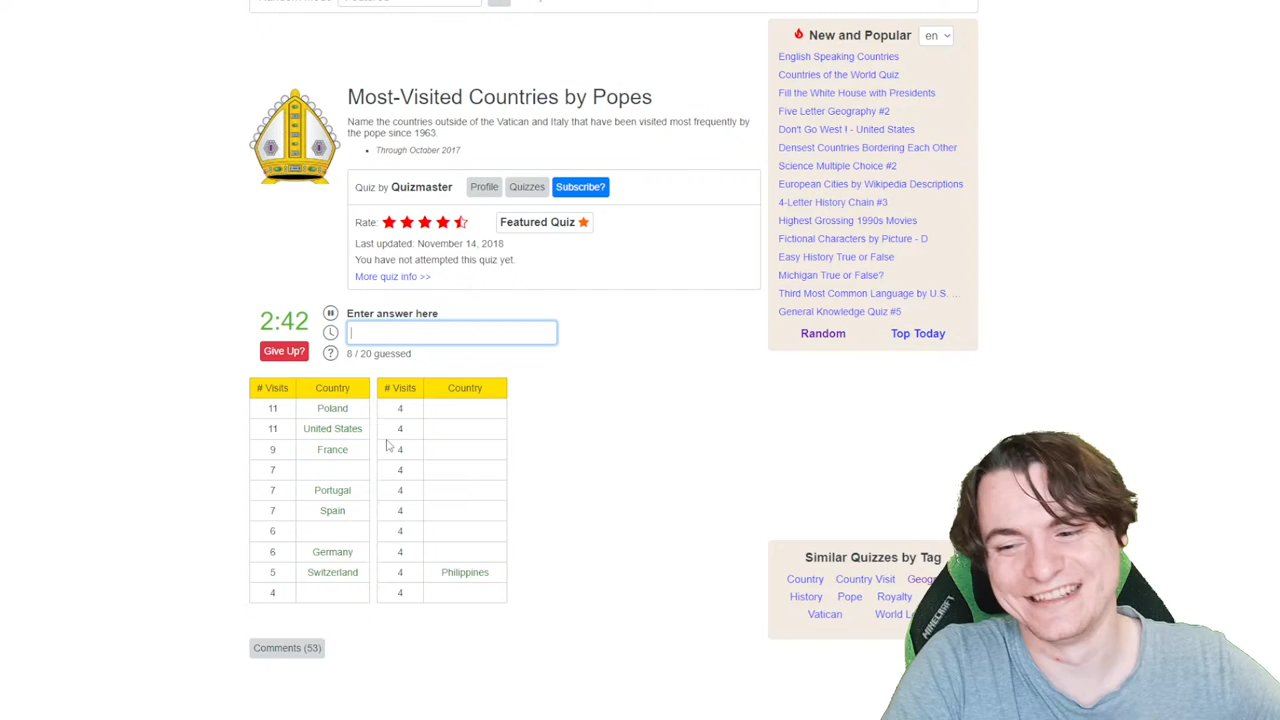 New and Popular en
English Speaking Countries
Countries of the World Quiz
Fill the White House with Presidents
Five Letter Geography #2
Don't Go West ! - United States
Densest Countries Bordering Each Other
Science Multiple Choice #2
European Cities by Wikipedia Descriptions
4-Letter History Chain #3
Highest Grossing 1990s Movies
Fictional Characters by Picture - D
Easy History True or False
Michigan True or False?
Third Most Common Language by U.S. …
General Knowledge Quiz #5
Random Top Today
Most-Visited Countries by Popes
Name the countries outside of the Vatican and Italy that have been visited most frequently by
the pope since 1963
Through October 2017
Quiz by Quizmaster Profile Quizzes Subscribe?
Rate: Featured Quiz
Last updated: November 14, 2018
You have not attempted this quiz yet.
More quiz info >>
2:42
Give Up?
Enter answer here
8 / 20 guessed
# Visits Country # Visits Country
11 Poland 4
11 United States 4
9 France 4
7 4
7 Portugal 4
7 Spain 4
6 4
6 Germany 4
5 Switzerland 4 Philippines
4 4
Comments (53)
Similar Quizzes by Tag
Country Country Visit
History Pope Royalty
Vatican
MINECRAFT